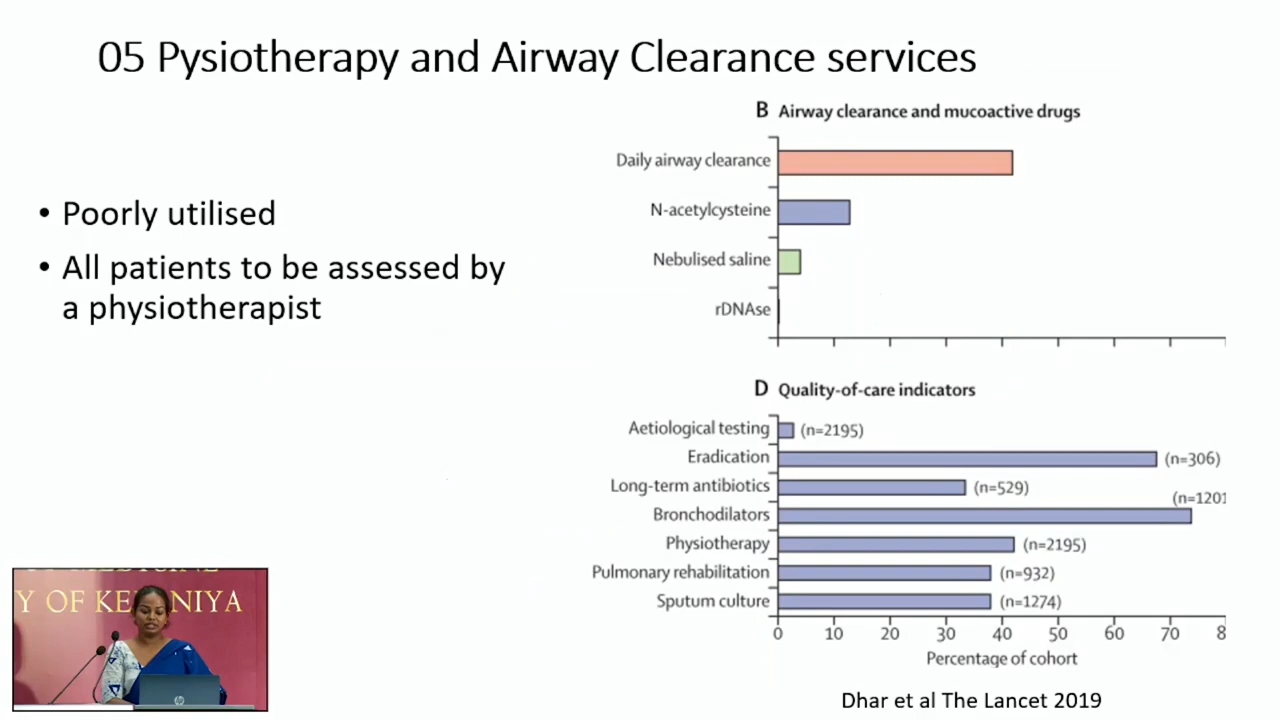 05 Pysiotherapy and Airway Clearance services
• Poorly utilised
• All patients to be assessed by
a physiotherapist
B Airway clearance and mucoactive drugs
Daily airway clearance
N-acetylcysteine
Nebulised saline
rDNAse
D Quality-of-care indicators
Aetiological testing (n=2195)
Eradication (n=306)
Long-term antibiotics (n=529)
(n=1201
Bronchodilators
Physiotherapy (n=2195)
Pulmonary rehabilitation (n=932)
Sputum culture (n=1274)
0 10 20 30 40 50 60 70 8
Percentage of cohort
Dhar et al The Lancet 2019
Y OF KE NIYA
hp